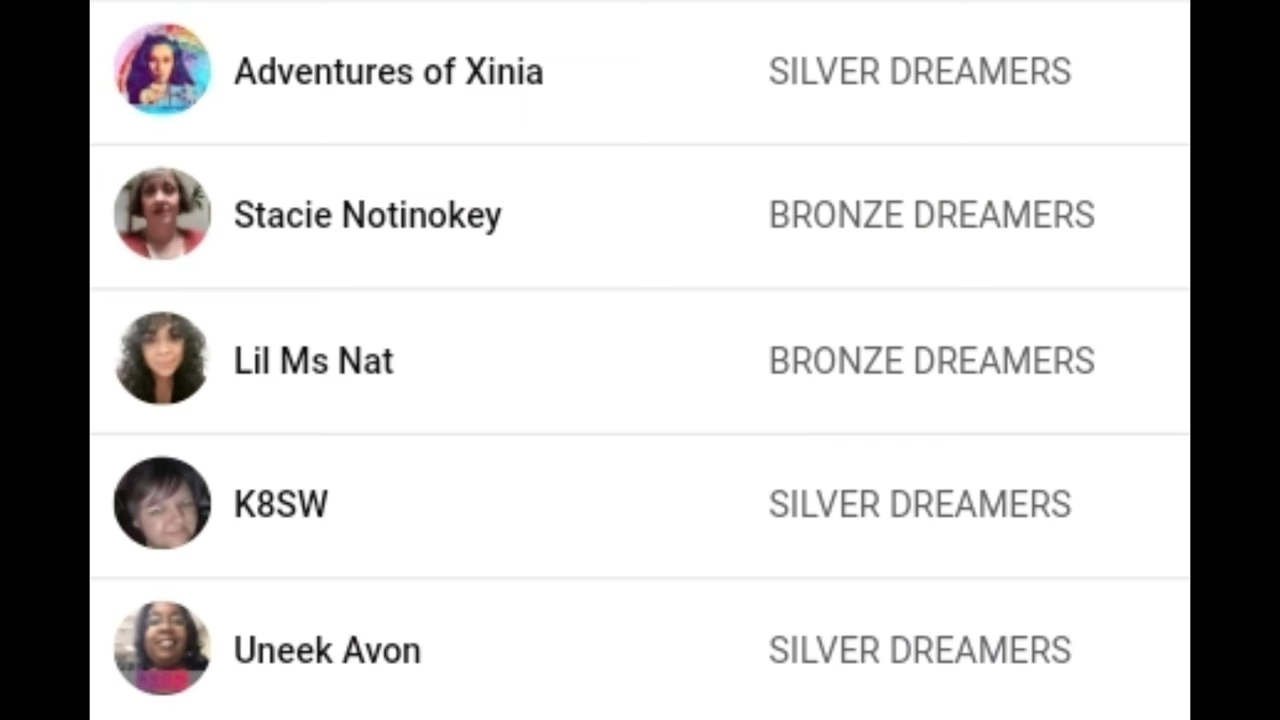 Adventures of Xinia SILVER DREAMERS
Stacie Notinokey BRONZE DREAMERS
Lil Ms Nat BRONZE DREAMERS
K8SW SILVER DREAMERS
Uneek Avon SILVER DREAMERS